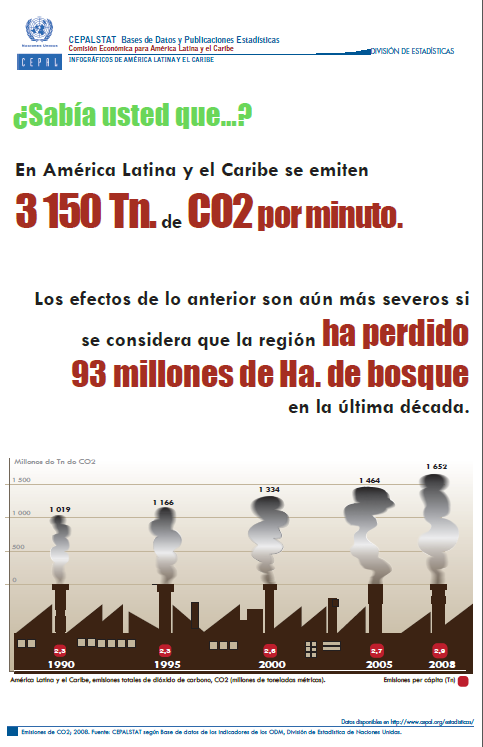 NACIONES UNIDAS
CEPAL
CEPALSTAT Bases de Datos y Publicaciones Estadísticas
Comisión Económica para América Latina y el Caribe
INFOGRÁFICOS DE AMÉRICA LATINA Y EL CARIBE
DIVISIÓN DE ESTADÍSTICAS
¿Sabía usted que...?
En América Latina y el Caribe se emiten
3 150 Tn. de CO2 por minuto.
Los efectos de lo anterior son aún más severos si
se considera que la región ha perdido
93 millones de Ha. de bosque
en la última década.
Millones de Tn de CO2
1 500
1 000
500
0
1 019
1 166
1 334
1 464
1 652
2,3
2,3
2,6
2,7
2,9
1990
1995
2000
2005
2008
América Latina y el Caribe, emisiones totales de dióxido de carbono, CO2 (millones de toneladas métricas).
Emisiones per cápita (Tn)
Datos disponibles en http://www.cepal.org/estadisticas/
Emisiones de CO2; 2008. Fuente: CEPALSTAT según Base de datos de los indicadores de los ODM, División de Estadística de Naciones Unidas.